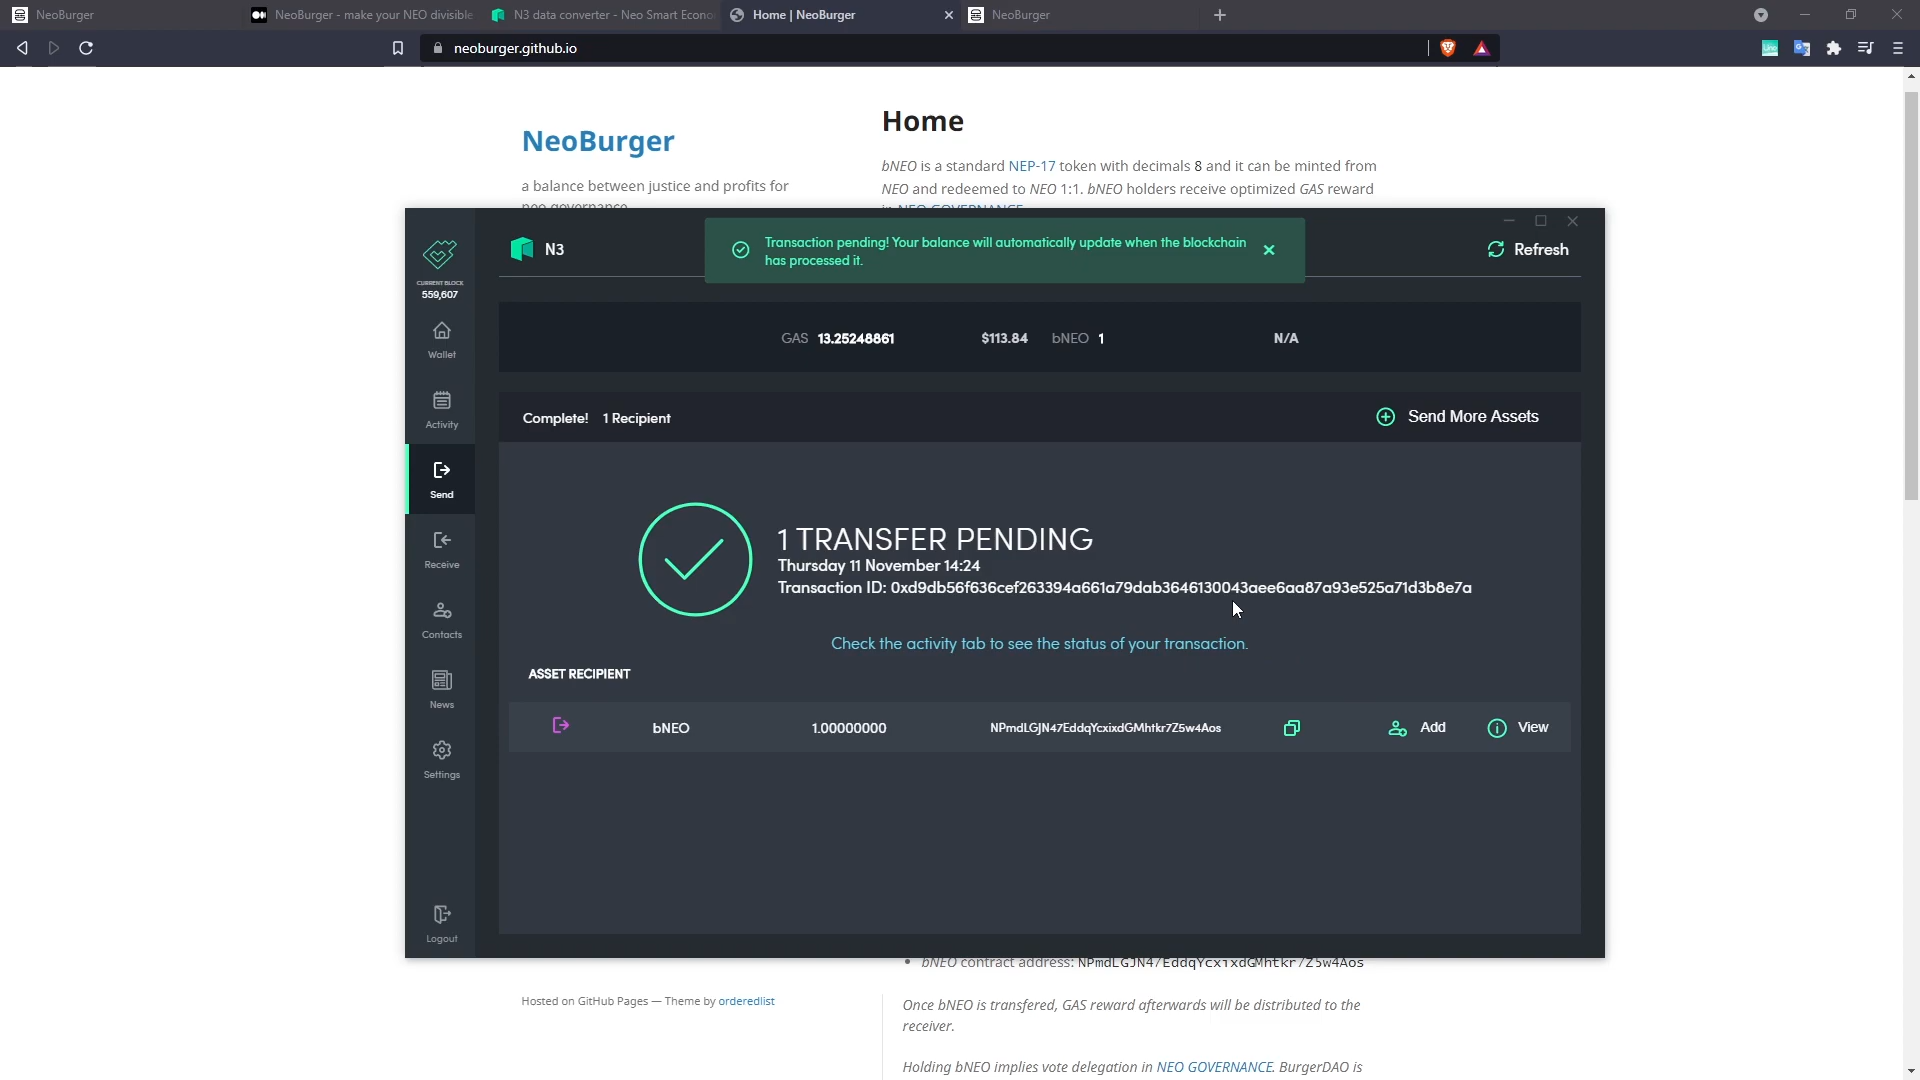 NeoBurger
NeoBurger - make your NEO divisible
N3 data converter - Neo Smart Econo
Home | NeoBurger
NeoBurger
neoburger.github.io
NeoBurger
a balance between justice and profits for
neo governance
Home
bNEO is a standard NEP-17 token with decimals 8 and it can be minted from
NEO and redeemed to NEO 1:1. bNEO holders receive optimized GAS reward
in NEO GOVERNANCE
CURRENT BLOCK
559,607
Wallet
Activity
Send
Receive
Contacts
News
Settings
Logout
N3
Transaction pending! Your balance will automatically update when the blockchain
has processed it.
Refresh
GAS 13.25248861 $113.84 bNEO 1 N/A
Complete! 1 Recipient
Send More Assets
1 TRANSFER PENDING
Thursday 11 November 14:24
Transaction ID: 0xd9db56f636cef263394a661a79dab3646130043aee6aa87a93e525a71d3b8e7a
Check the activity tab to see the status of your transaction.
ASSET RECIPIENT
bNEO 1.00000000 NPmdLGJN47EddqYcxixdGMhtkr7Z5w4Aos Add View
bNEO contract address: NPmdLGJN47EddqYcxixdGMhtkr7Z5w4Aos
Hosted on GitHub Pages — Theme by orderedlist
Once bNEO is transfered, GAS reward afterwards will be distributed to the
receiver.
Holding bNEO implies vote delegation in NEO GOVERNANCE. BurgerDAO is